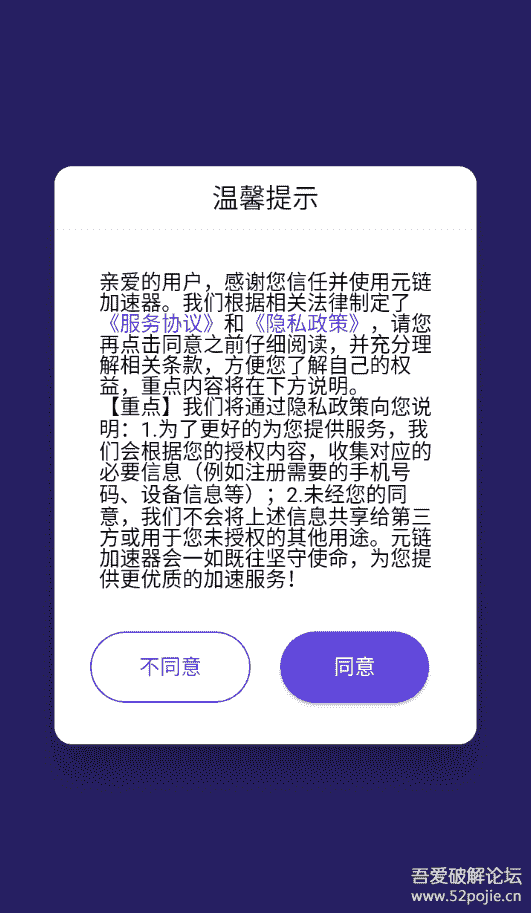 温馨提示
亲爱的用户，感谢您信任并使用元链
加速器。我们根据相关法律制定了
《服务协议》和《隐私政策》，请您
再点击同意之前仔细阅读，并充分理
解相关条款，方便您了解自己的权
益，重点内容将在下方说明。
【重点】我们将通过隐私政策向您说
明：1.为了更好的为您提供服务，我
们会根据您的授权内容，收集对应的
必要信息（例如注册需要的手机号
码、设备信息等）；2.未经您的同
意，我们不会将上述信息共享给第三
方或用于您未授权的其他用途。元链
加速器会一如既往坚守使命，为您提
供更优质的加速服务！
不同意
同意
吾爱破解论坛
www.52pojie.cn